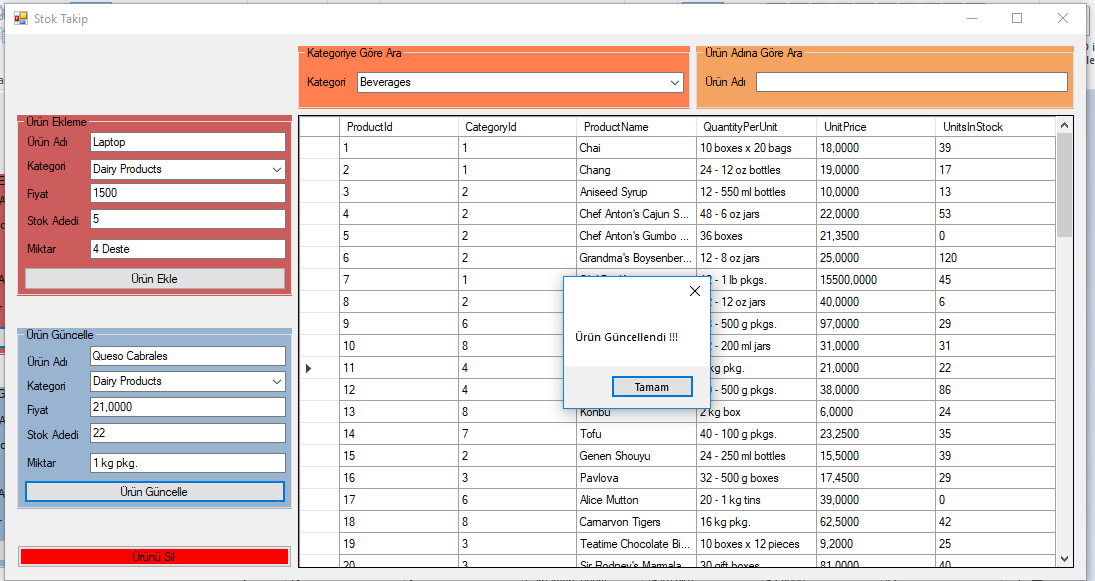 Stok Takip
Kategoriye Göre Ara
Kategori Beverages
Ürün Adına Göre Ara
Ürün Adı
Ürün Ekleme
Ürün Adı Laptop
Kategori Dairy Products
Fiyat 1500
Stok Adedi 5
Miktar 4 Deste
Ürün Ekle
Ürün Güncelle
Ürün Adı Queso Cabrales
Kategori Dairy Products
Fiyat 21,0000
Stok Adedi 22
Miktar 1 kg pkg.
Ürün Güncelle
Ürünü Sil
ProductId CategoryId ProductName QuantityPerUnit UnitPrice UnitsInStock
1 1 Chai 10 boxes x 20 bags 18,0000 39
2 1 Chang 24 - 12 oz bottles 19,0000 17
3 2 Aniseed Syrup 12 - 550 ml bottles 10,0000 13
4 2 Chef Anton's Cajun S... 48 - 6 oz jars 22,0000 53
5 2 Chef Anton's Gumbo ... 36 boxes 21,3500 0
6 2 Grandma's Boysenber... 12 - 8 oz jars 25,0000 120
7 1 - 1 lb pkgs. 15500,0000 45
8 2 - 12 oz jars 40,0000 6
9 6 - 500 g pkgs. 97,0000 29
10 8 - 200 ml jars 31,0000 31
11 4 kg pkg. 21,0000 22
12 4 - 500 g pkgs. 38,0000 86
13 8 Konbu 2 kg box 6,0000 24
14 7 Tofu 40 - 100 g pkgs. 23,2500 35
15 2 Genen Shouyu 24 - 250 ml bottles 15,5000 39
16 3 Pavlova 32 - 500 g boxes 17,4500 29
17 6 Alice Mutton 20 - 1 kg tins 39,0000 0
18 8 Carnarvon Tigers 16 kg pkg. 62,5000 42
19 3 Teatime Chocolate Bi... 10 boxes x 12 pieces 9,2000 25
20 3 Sir Rodney's Marmala... 30 gift boxes 81,0000 40
Ürün Güncellendi !!!
Tamam